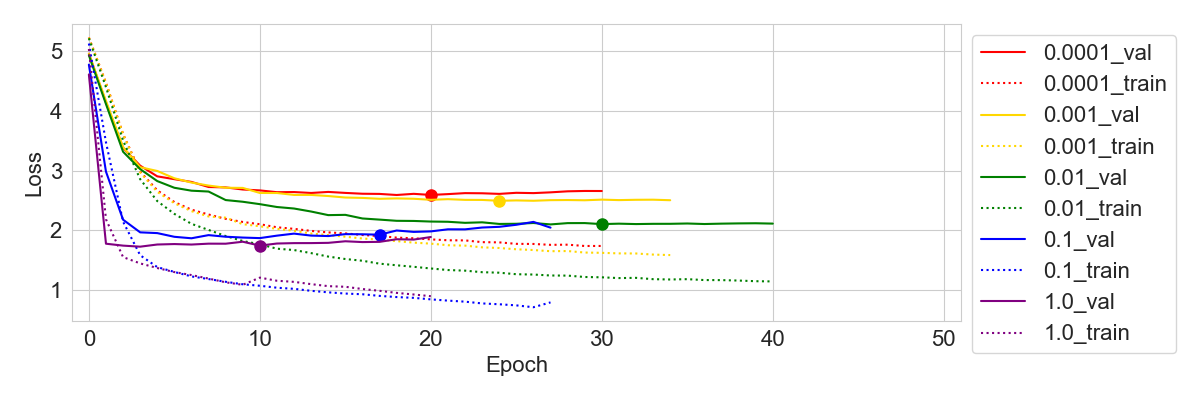 5
4
3
2
1
Loss
0
10
20
30
40
50
Epoch
0.0001_val
0.0001_train
0.001_val
0.001_train
0.01_val
0.01_train
0.1_val
0.1_train
1.0_val
1.0_train